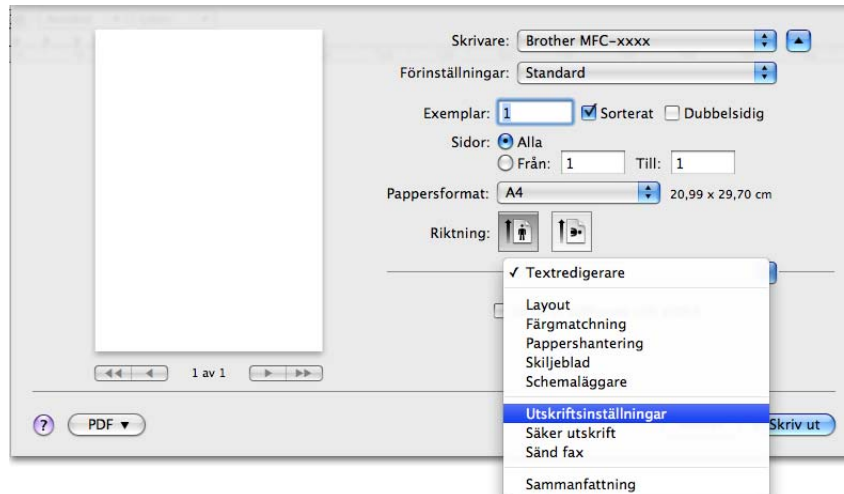 Skrivare: Brother MFC-xxxx
Förinställningar: Standard
Exemplar: 1 Sorterat Dubbelsidig
Sidor: Alla
Från: 1 Till: 1
Pappersformat: A4 20,99 x 29,70 cm
Riktning:
✓ Textredigerare
Layout
Färgmatchning
Pappershantering
Skiljeblad
Schemaläggare
1 av 1
Utskriftsinställningar
Säker utskrift
Sänd fax
Sammanfattning
? PDF ▼ Skriv ut